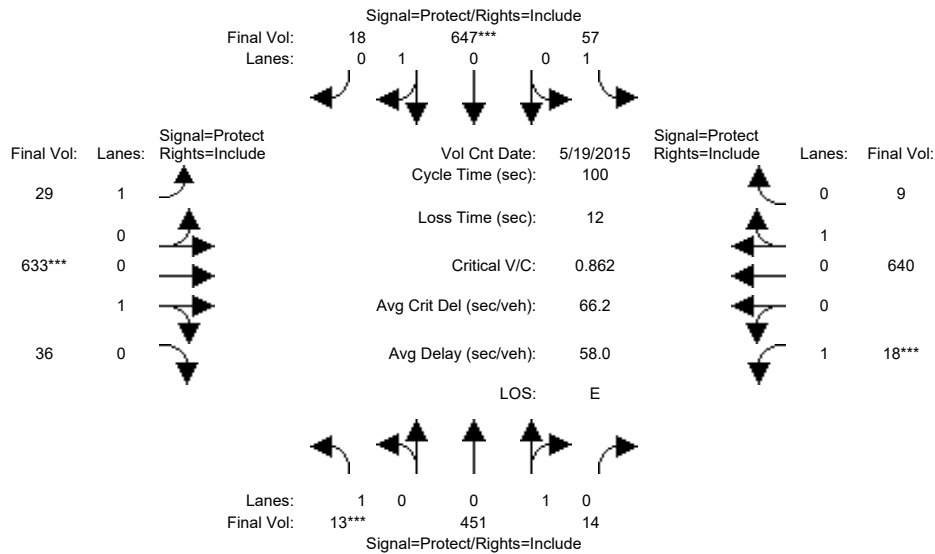 Signal=Protect/Rights=Include
Final Vol: 18 647*** 57
Lanes: 0 1 0 0 1
Signal=Protect
Final Vol: Lanes: Rights=Include
Vol Cnt Date: 5/19/2015
Signal=Protect
Rights=Include Lanes: Final Vol:
Cycle Time (sec): 100
29 1
0 9
Loss Time (sec): 12
0
1
633*** 0
Critical V/C: 0.862
0 640
1
Avg Crit Del (sec/veh): 66.2
0
36 0
Avg Delay (sec/veh): 58.0
1 18***
LOS: E
Lanes: 1 0 0 1 0
Final Vol: 13*** 451 14
Signal=Protect/Rights=Include